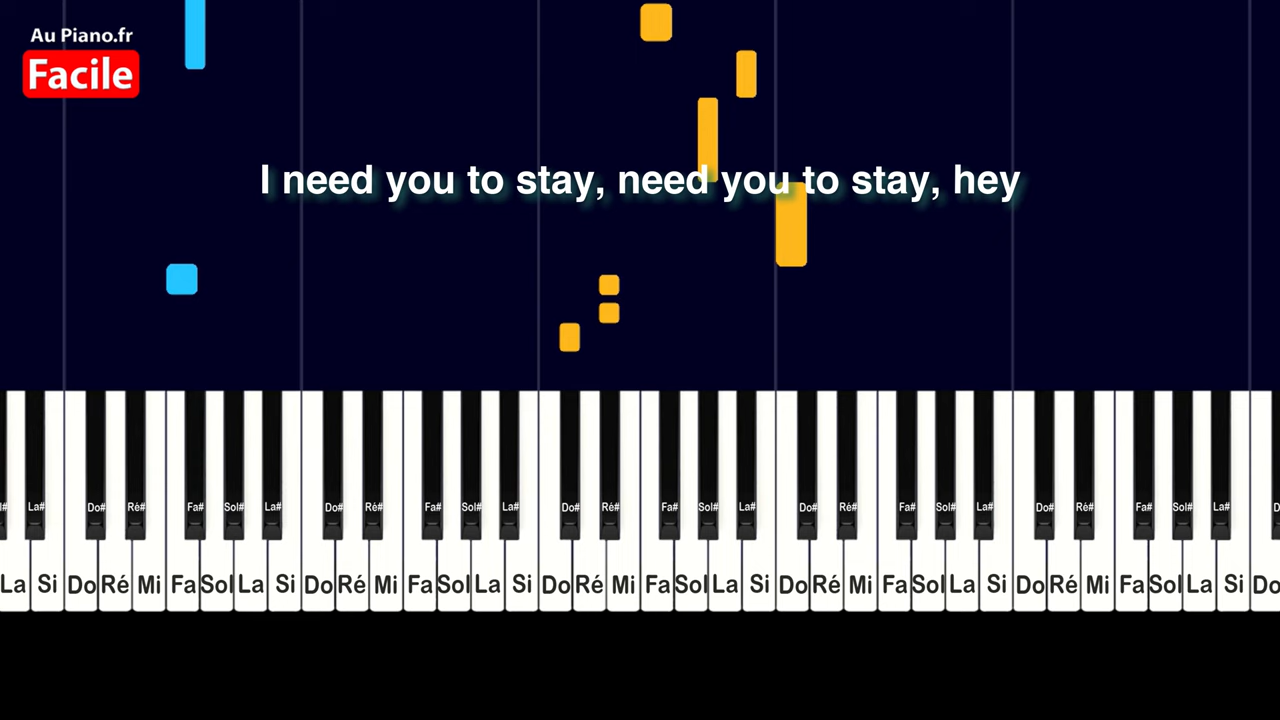 Au Piano.fr
Facile
I need you to stay, need you to stay, hey
La# Do# Ré# Fa# Sol# La# Do# Ré# Fa# Sol# La# Do# Ré# Fa# Sol# La# Do# Ré# Fa# Sol# La# Do# Ré# Fa# Sol# La#
La Si Do Ré Mi Fa Sol La Si Do Ré Mi Fa Sol La Si Do Ré Mi Fa Sol La Si Do Ré Mi Fa Sol La Si Do Ré Mi Fa Sol La Si Do